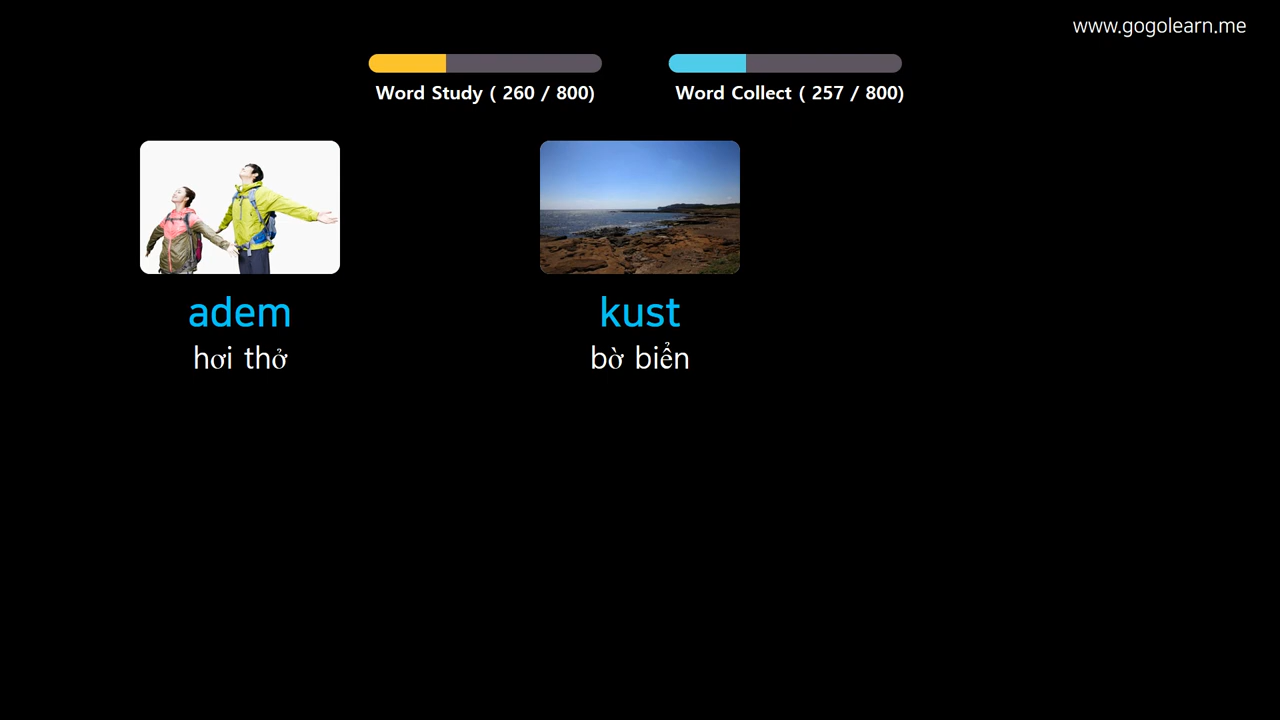 www.gogolearn.me
Word Study ( 260 / 800)
Word Collect ( 257 / 800)
adem
hơi thở
kust
bờ biển